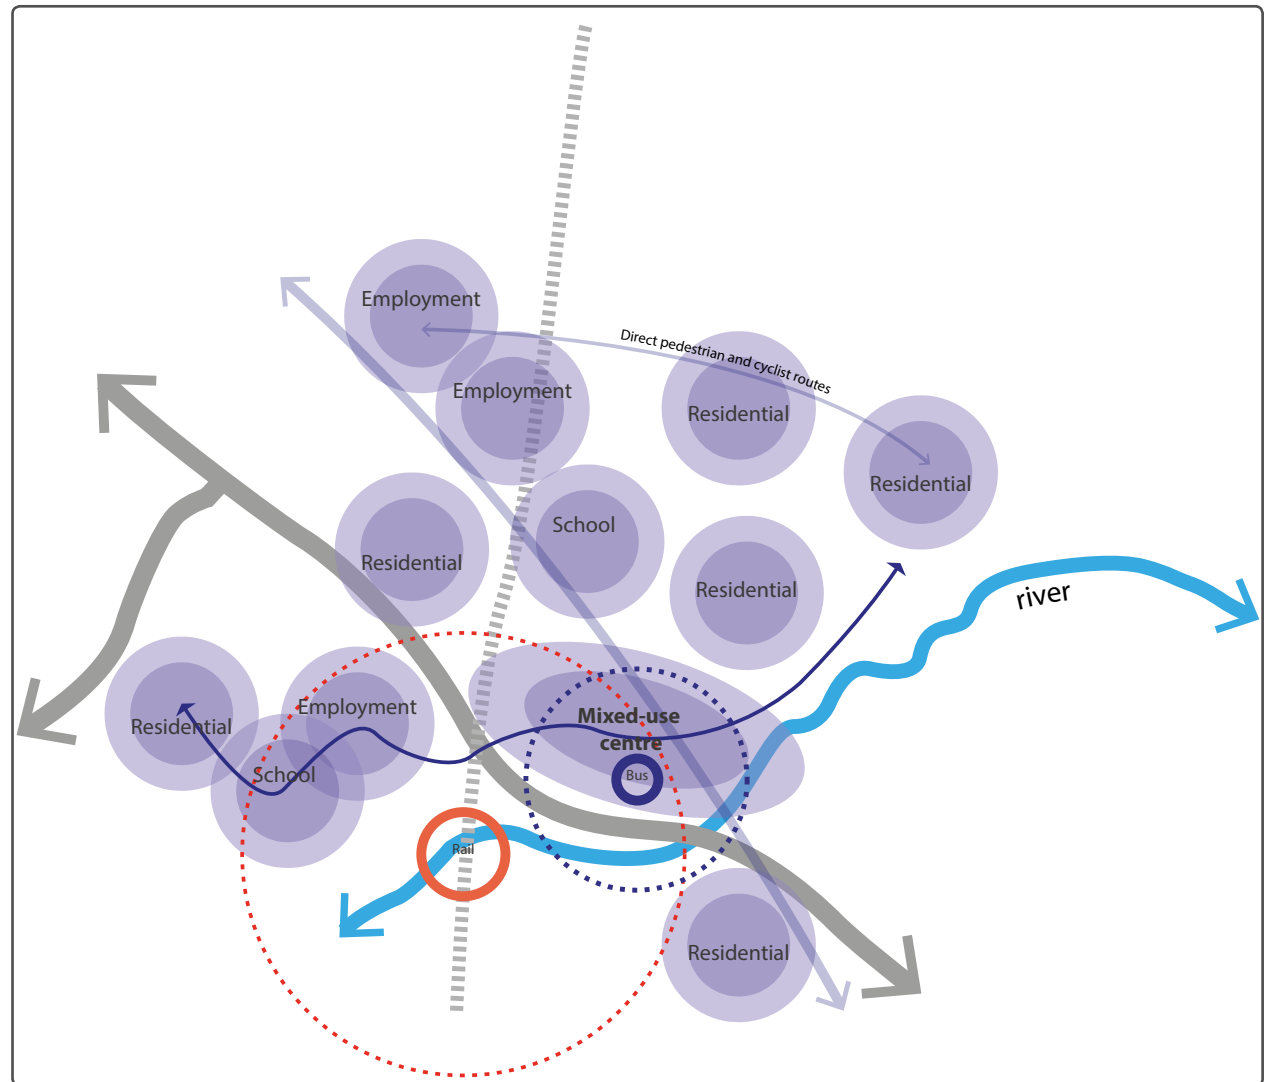 Employment
Direct pedestrian and cyclist routes
Employment
Residential
Residential
School
Residential
Residential
river
Employment
Residential
Mixed-use
centre
School
Bus
Rail
Residential